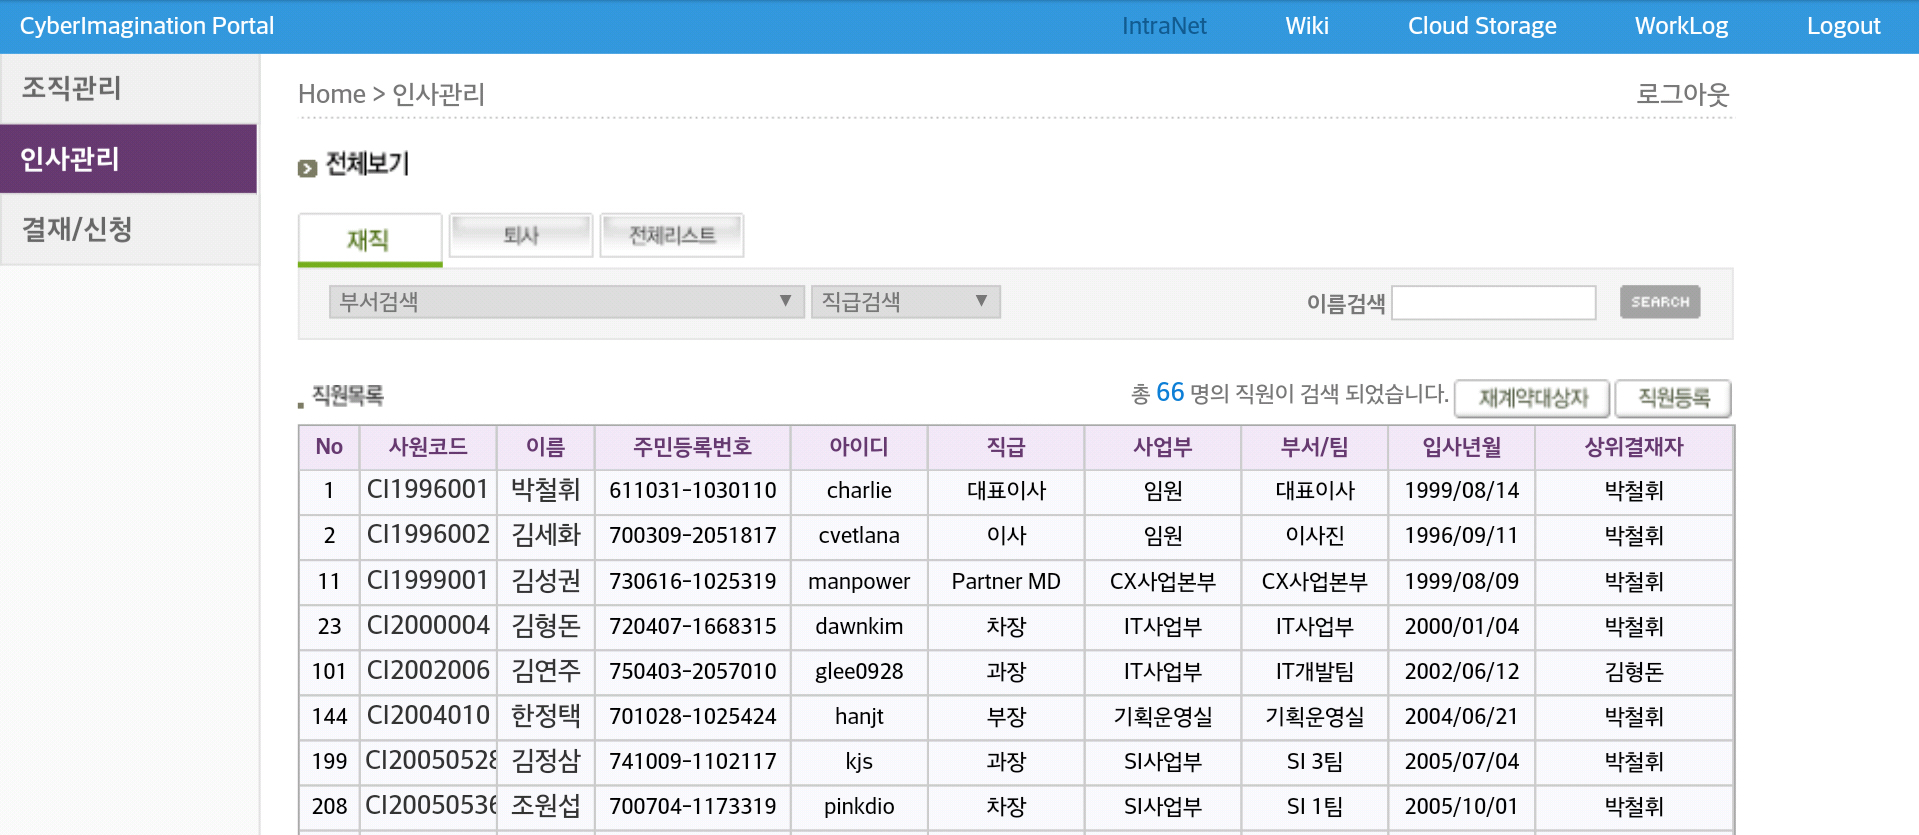 CyberImagination Portal IntraNet Wiki Cloud Storage WorkLog Logout
조직관리
인사관리
결재/신청
Home > 인사관리 로그아웃
전체보기
재직 퇴사 전체리스트
부서검색 ▼ 직급검색 ▼ 이름검색 SEARCH
직원목록 총 66 명의 직원이 검색 되었습니다. 재계약대상자 직원등록
No 사원코드 이름 주민등록번호 아이디 직급 사업부 부서/팀 입사년월 상위결재자
1 CI1996001 박철휘 611031-1030110 charlie 대표이사 임원 대표이사 1999/08/14 박철휘
2 CI1996002 김세화 700309-2051817 cvetlana 이사 임원 이사진 1996/09/11 박철휘
11 CI1999001 김성권 730616-1025319 manpower Partner MD CX사업본부 CX사업본부 1999/08/09 박철휘
23 CI2000004 김형돈 720407-1668315 dawnkim 차장 IT사업부 IT사업부 2000/01/04 박철휘
101 CI2002006 김연주 750403-2057010 glee0928 과장 IT사업부 IT개발팀 2002/06/12 김형돈
144 CI2004010 한정택 701028-1025424 hanjt 부장 기획운영실 기획운영실 2004/06/21 박철휘
199 CI20050528 김정삼 741009-1102117 kjs 과장 SI사업부 SI 3팀 2005/07/04 박철휘
208 CI20050536 조원섭 700704-1173319 pinkdio 차장 SI사업부 SI 1팀 2005/10/01 박철휘